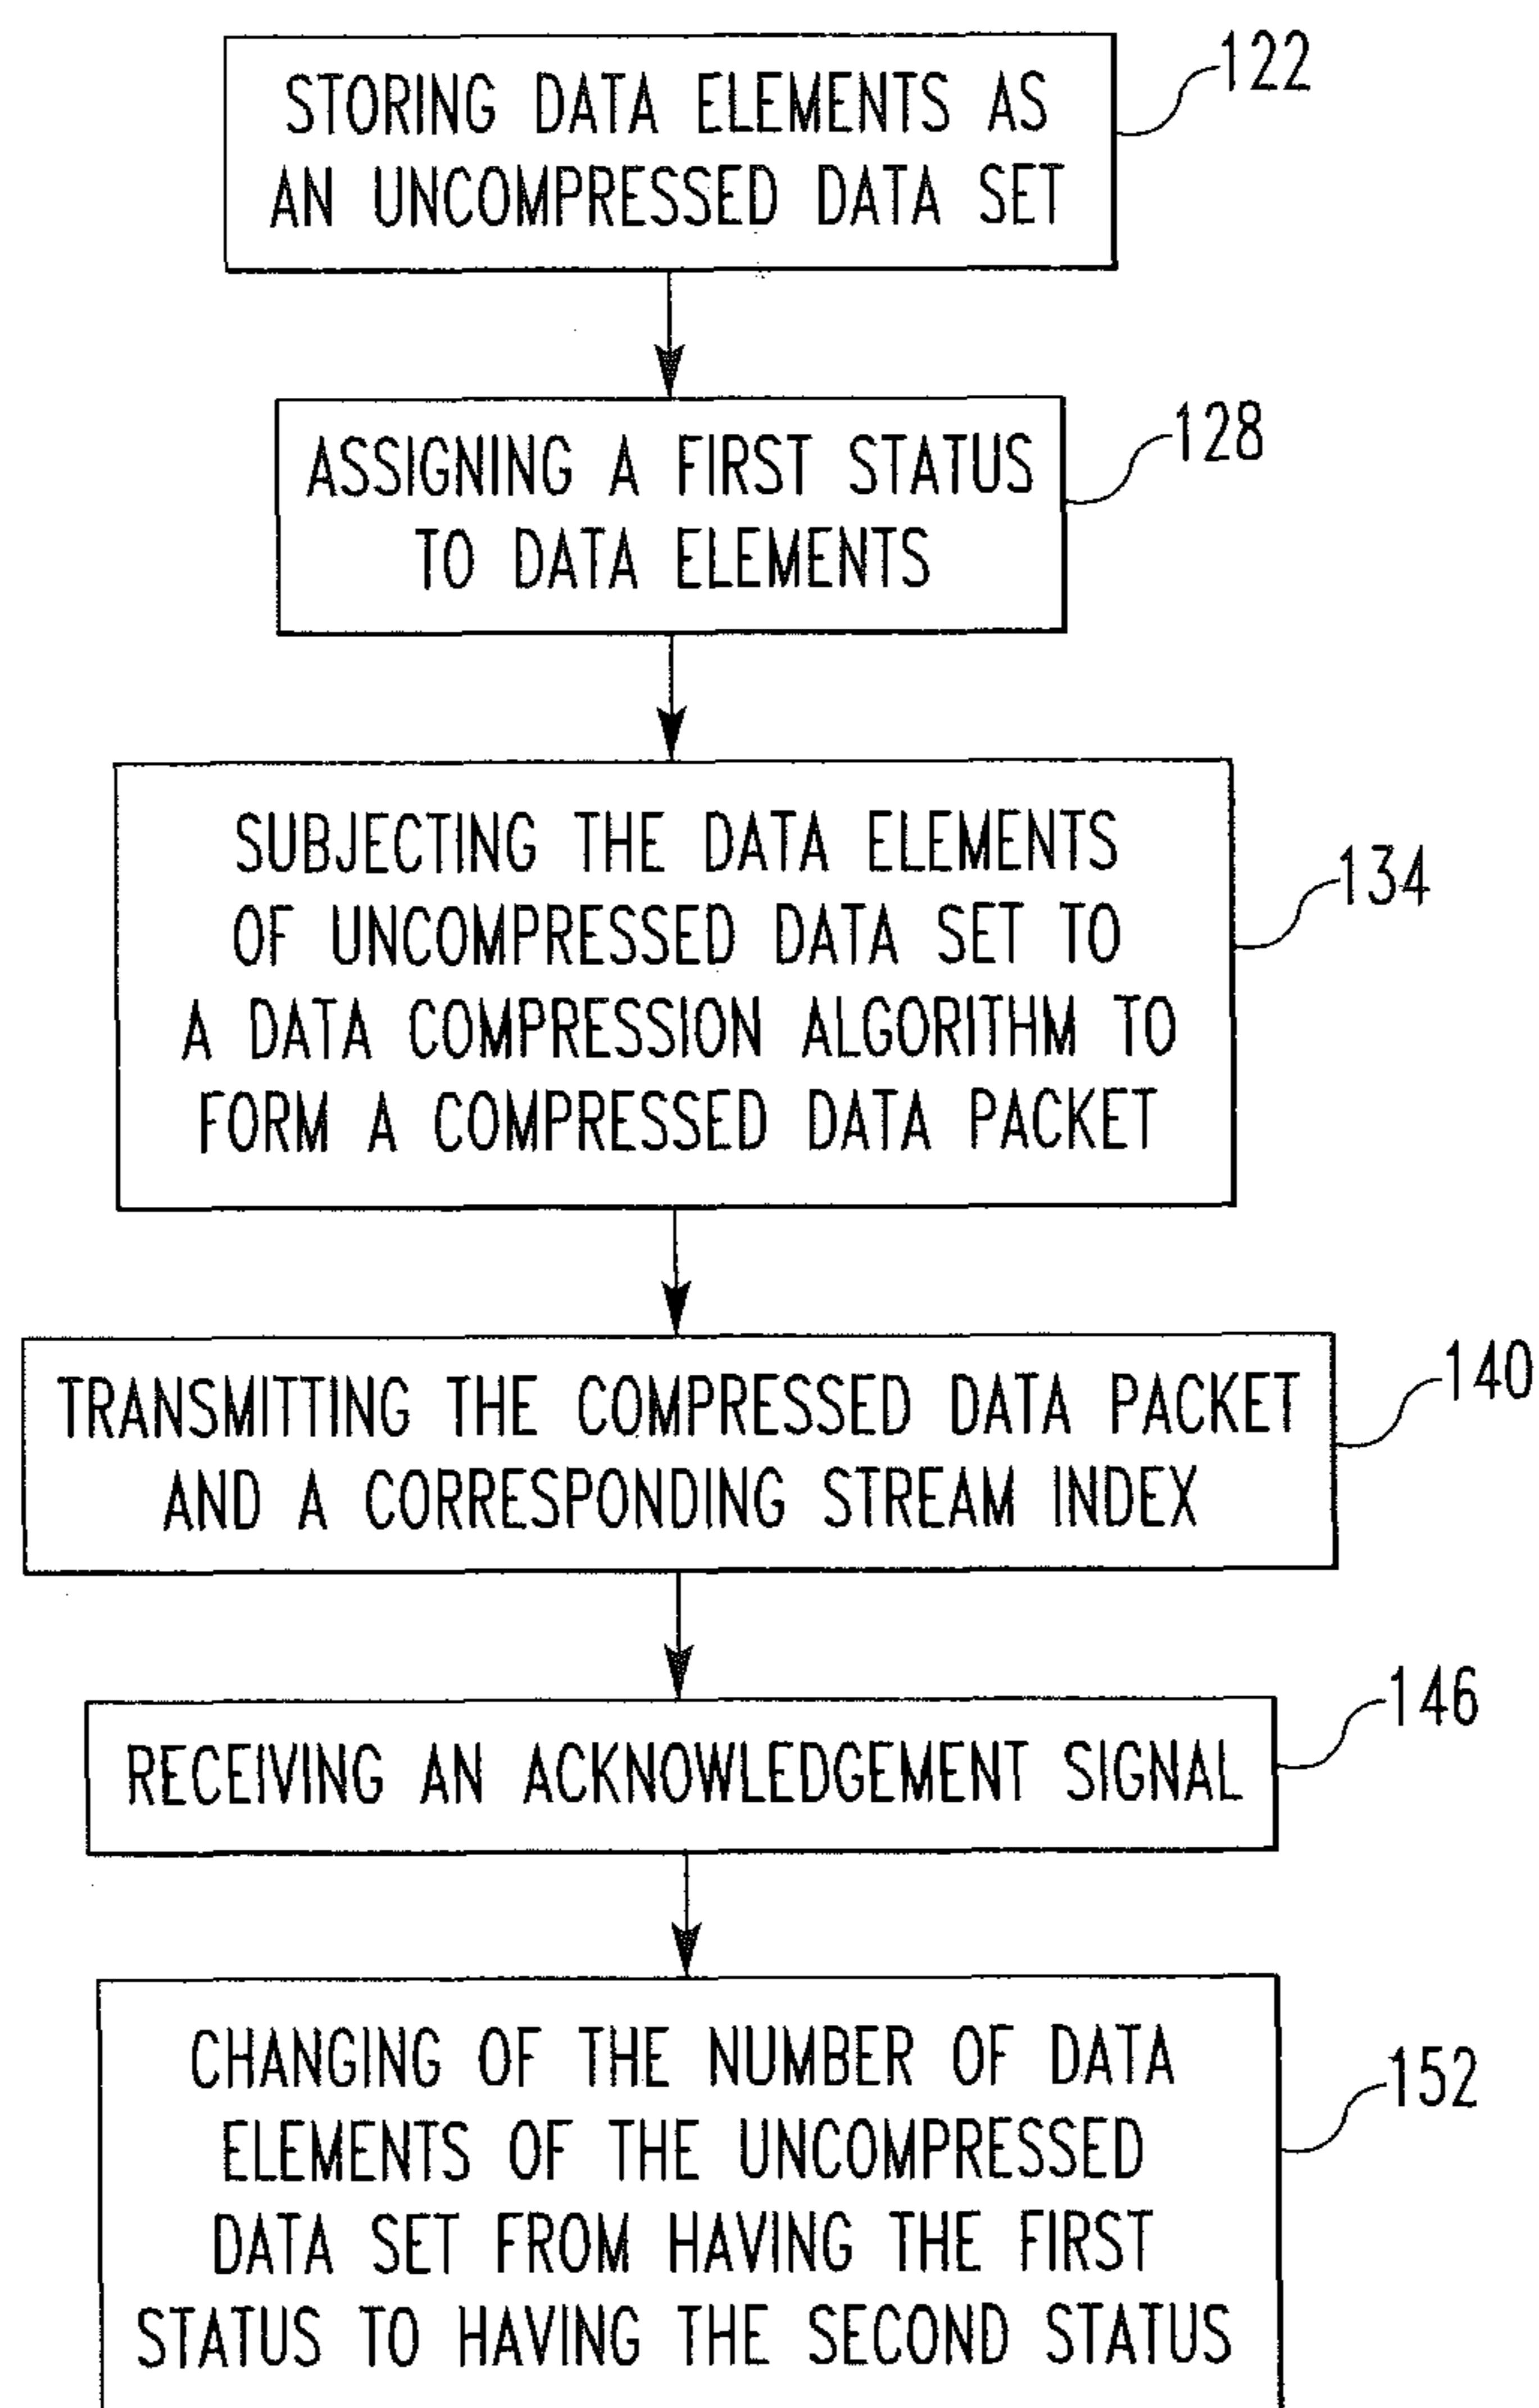 STORING DATA ELEMENTS AS
AN UNCOMPRESSED DATA SET
122
ASSIGNING A FIRST STATUS
TO DATA ELEMENTS
128
SUBJECTING THE DATA ELEMENTS
OF UNCOMPRESSED DATA SET TO
A DATA COMPRESSION ALGORITHM TO
FORM A COMPRESSED DATA PACKET
134
TRANSMITTING THE COMPRESSED DATA PACKET
AND A CORRESPONDING STREAM INDEX
140
RECEIVING AN ACKNOWLEDGEMENT SIGNAL
146
CHANGING OF THE NUMBER OF DATA
ELEMENTS OF THE UNCOMPRESSED
DATA SET FROM HAVING THE FIRST
STATUS TO HAVING THE SECOND STATUS
152